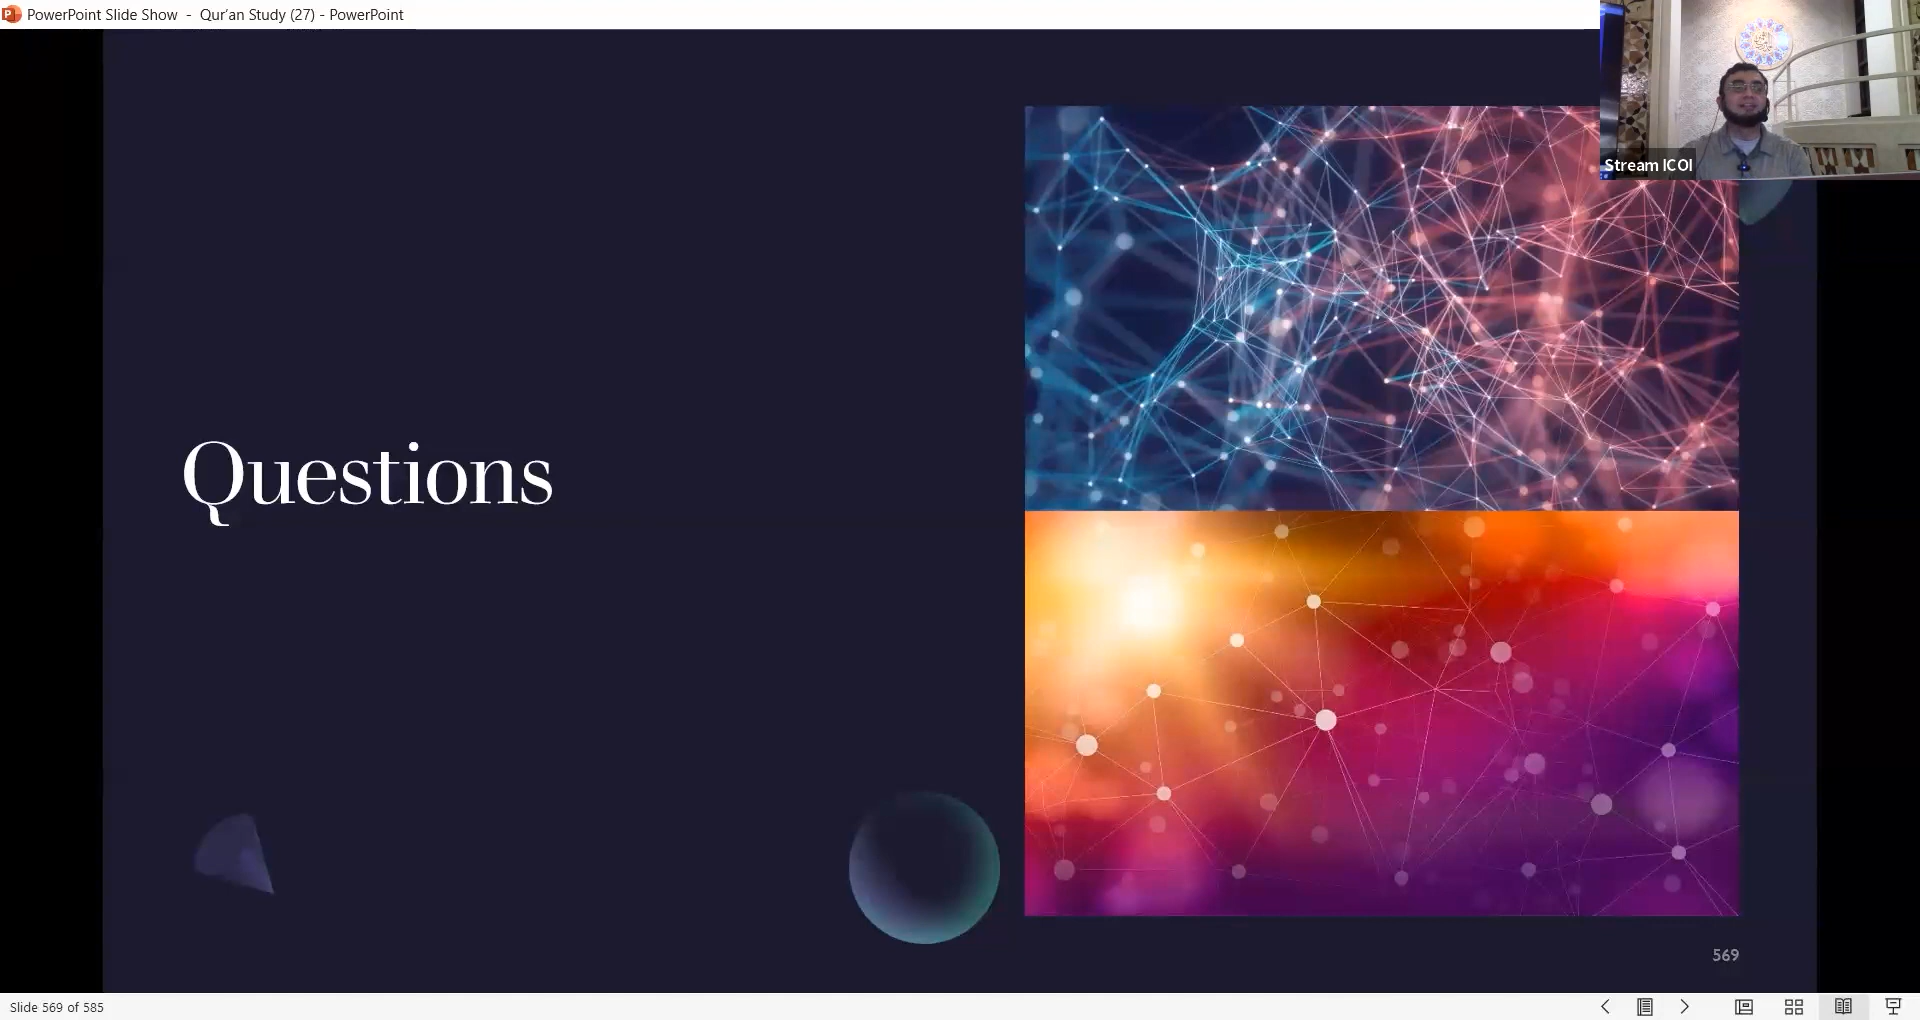 PowerPoint Slide Show - Qur’an Study (27) - PowerPoint
Stream ICOI
Questions
569
Slide 569 of 585